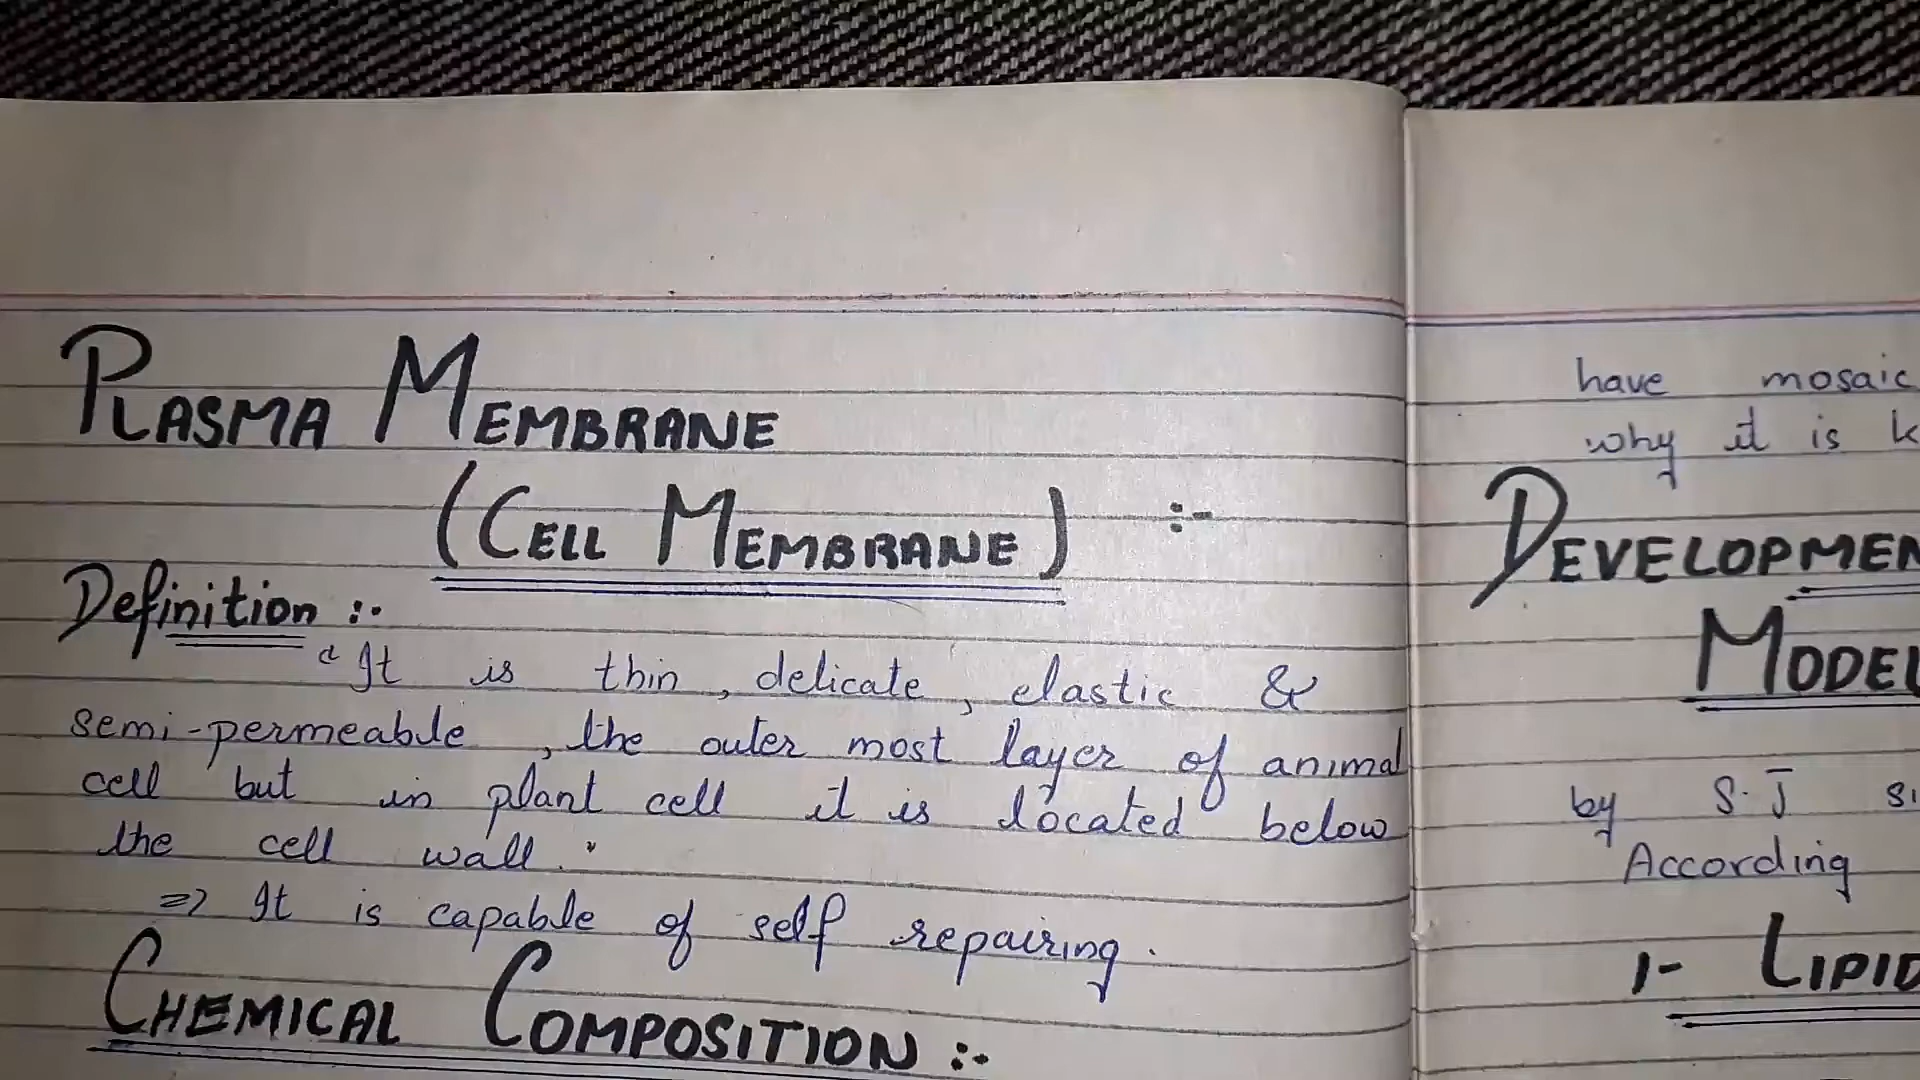 PLASMA MEMBRANE
(CELL MEMBRANE) :-
Definition :-
"It is thin, delicate, elastic &
semi-permeable, the outer most layer of animal
cell but in plant cell it is located below
the cell wall."
=> It is capable of self repairing.
CHEMICAL COMPOSITION :-
have mosaic
why it is k
DEVELOPMEN
MODEL
by S.J si
According
1- LIPID